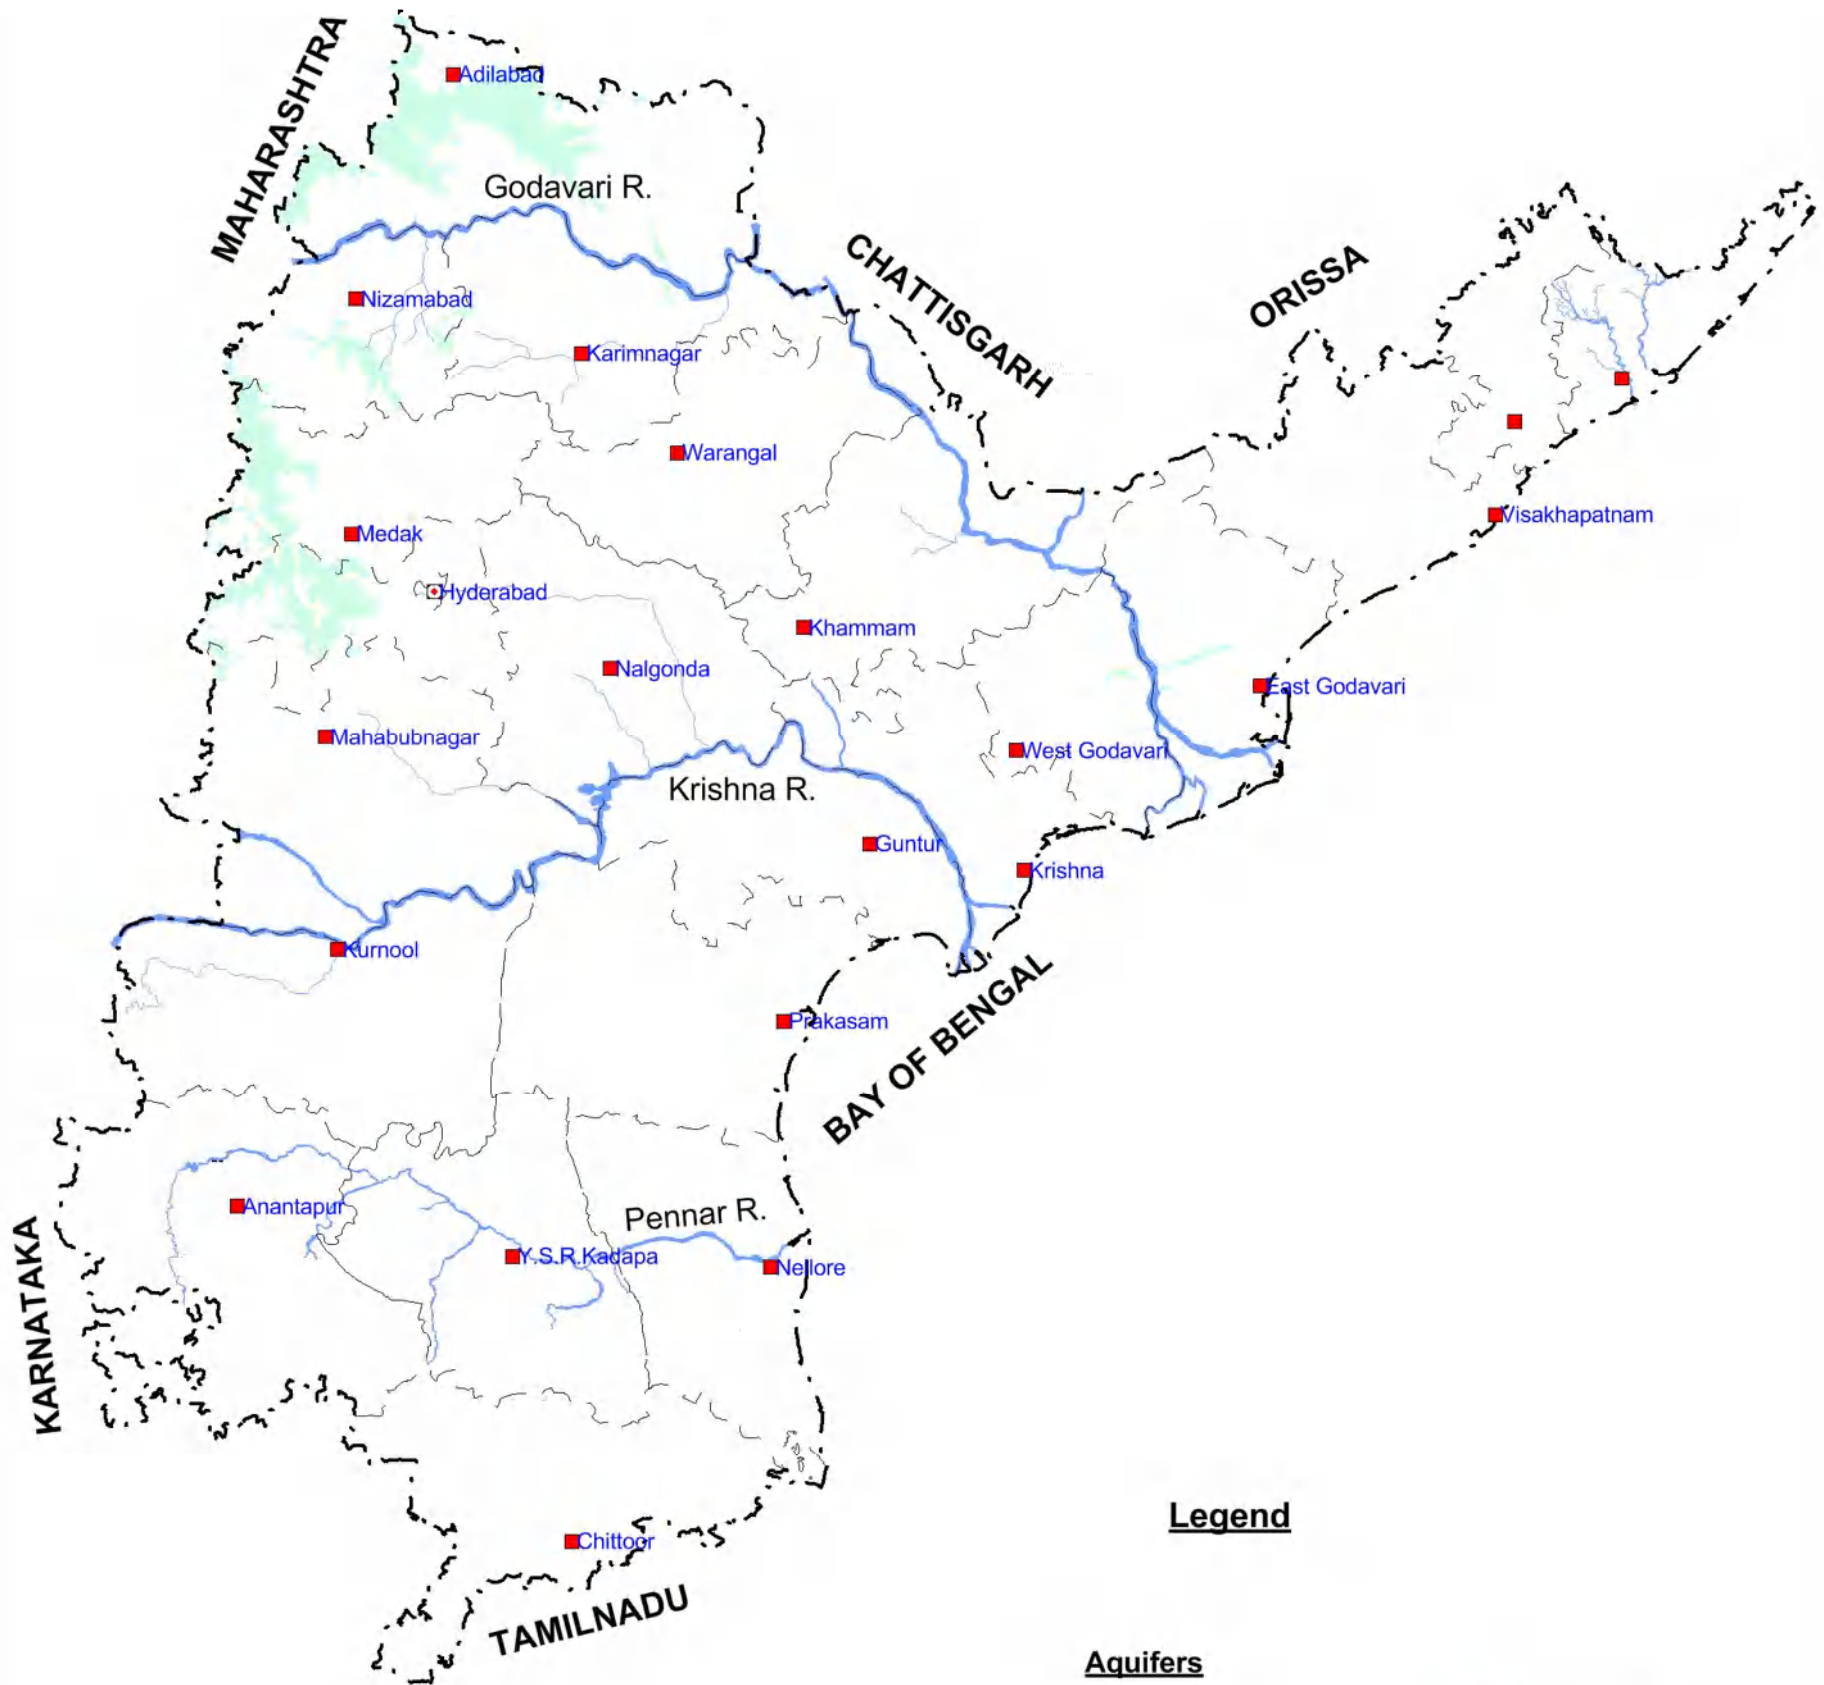 Adilabad
MAHARASHTRA
Godavari R.
CHATTISGARH
ORISSA
Nizamabad
Karimnagar
Warangal
Visakhapatnam
Medak
Hyderabad
Khammam
Nalgonda
East Godavari
Mahabubnagar
West Godavari
Krishna R.
Guntur
Krishna
Kurnool
Prakasam
BAY OF BENGAL
Anantapur
Pennar R.
Y.S.R.Kadapa
Nellore
KARNATAKA
Legend
Chittoor
TAMILNADU
Aquifers